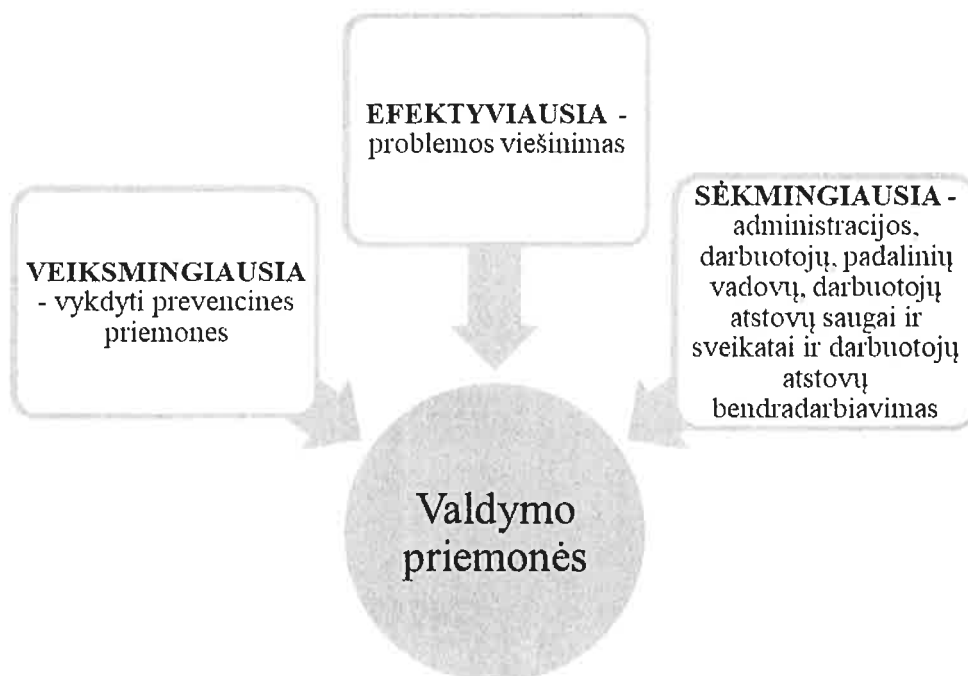 VEIKSMINGIAUSIA
- vykdyti prevencines
priemones
EFEKTYVIAUSIA -
problemos viešinimas
SĖKMINGIAUSIA -
administracijos,
darbuotojų, padalinių
vadovų, darbuotojų
atstovų saugai ir
sveikatai ir darbuotojų
atstovų
bendradarbiavimas
Valdymo
priemonės